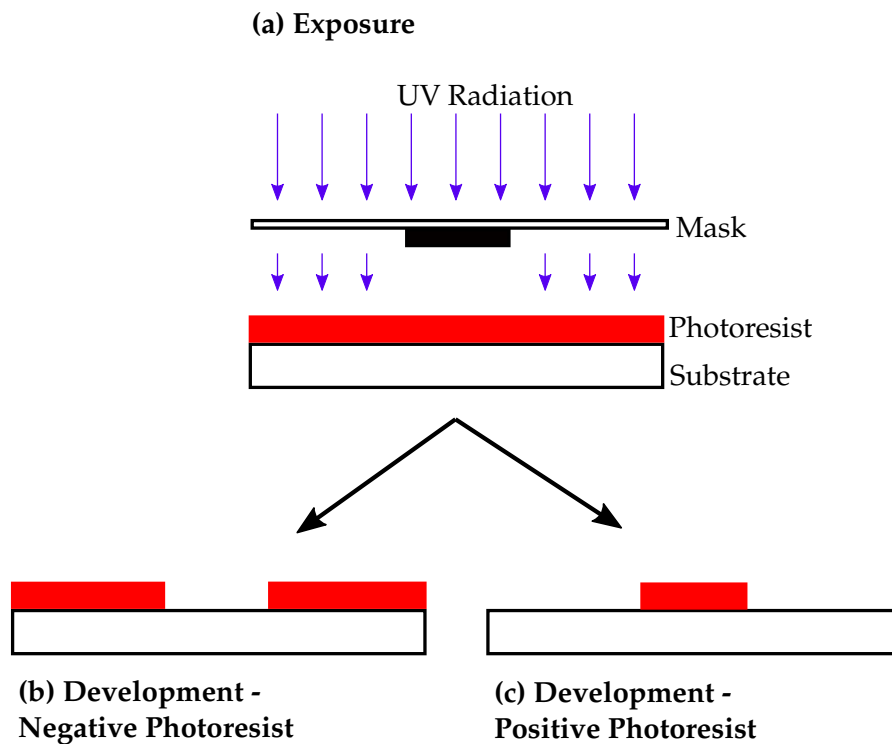 (a) Exposure
UV Radiation
Mask
Photoresist
Substrate
(b) Development -
Negative Photoresist
(c) Development -
Positive Photoresist